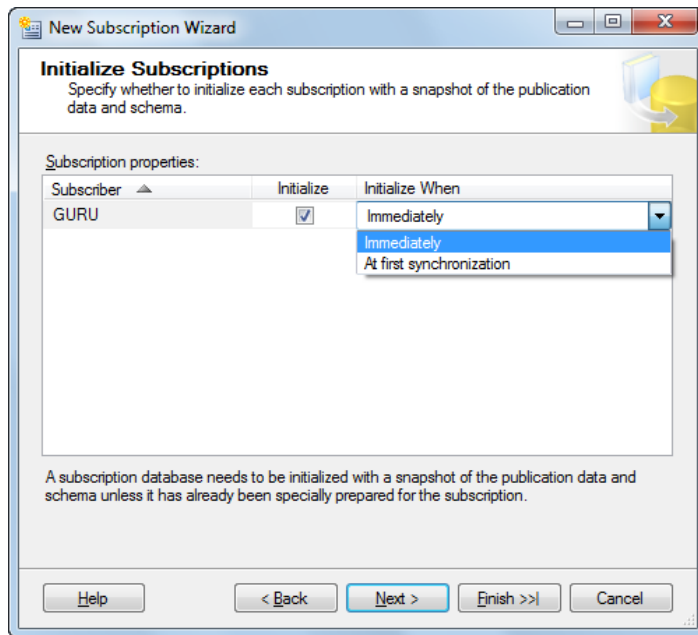 New Subscription Wizard
Initialize Subscriptions
Specify whether to initialize each subscription with a snapshot of the publication
data and schema.
Subscription properties:
Subscriber Initialize Initialize When
GURU Immediately
Immediately
At first synchronization
A subscription database needs to be initialized with a snapshot of the publication data and
schema unless it has already been specially prepared for the subscription.
Help < Back Next > Finish >>| Cancel